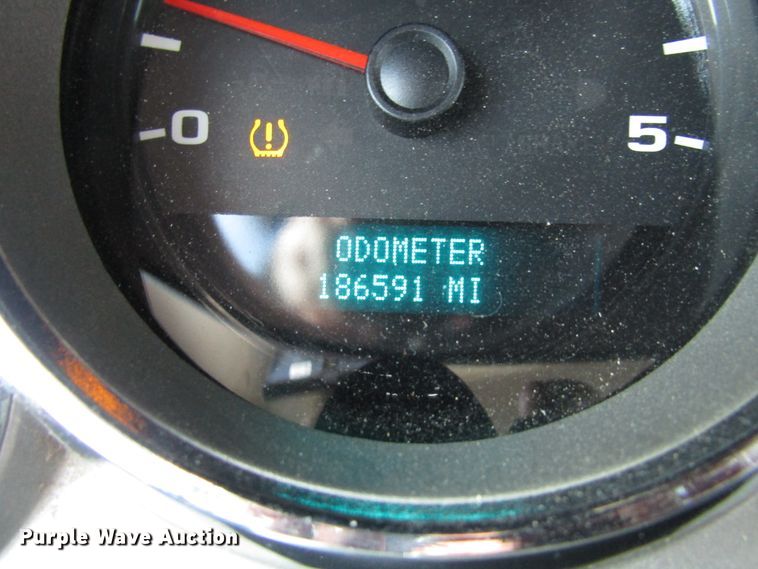 0
5
ODOMETER
186591 MI
Purple Wave Auction